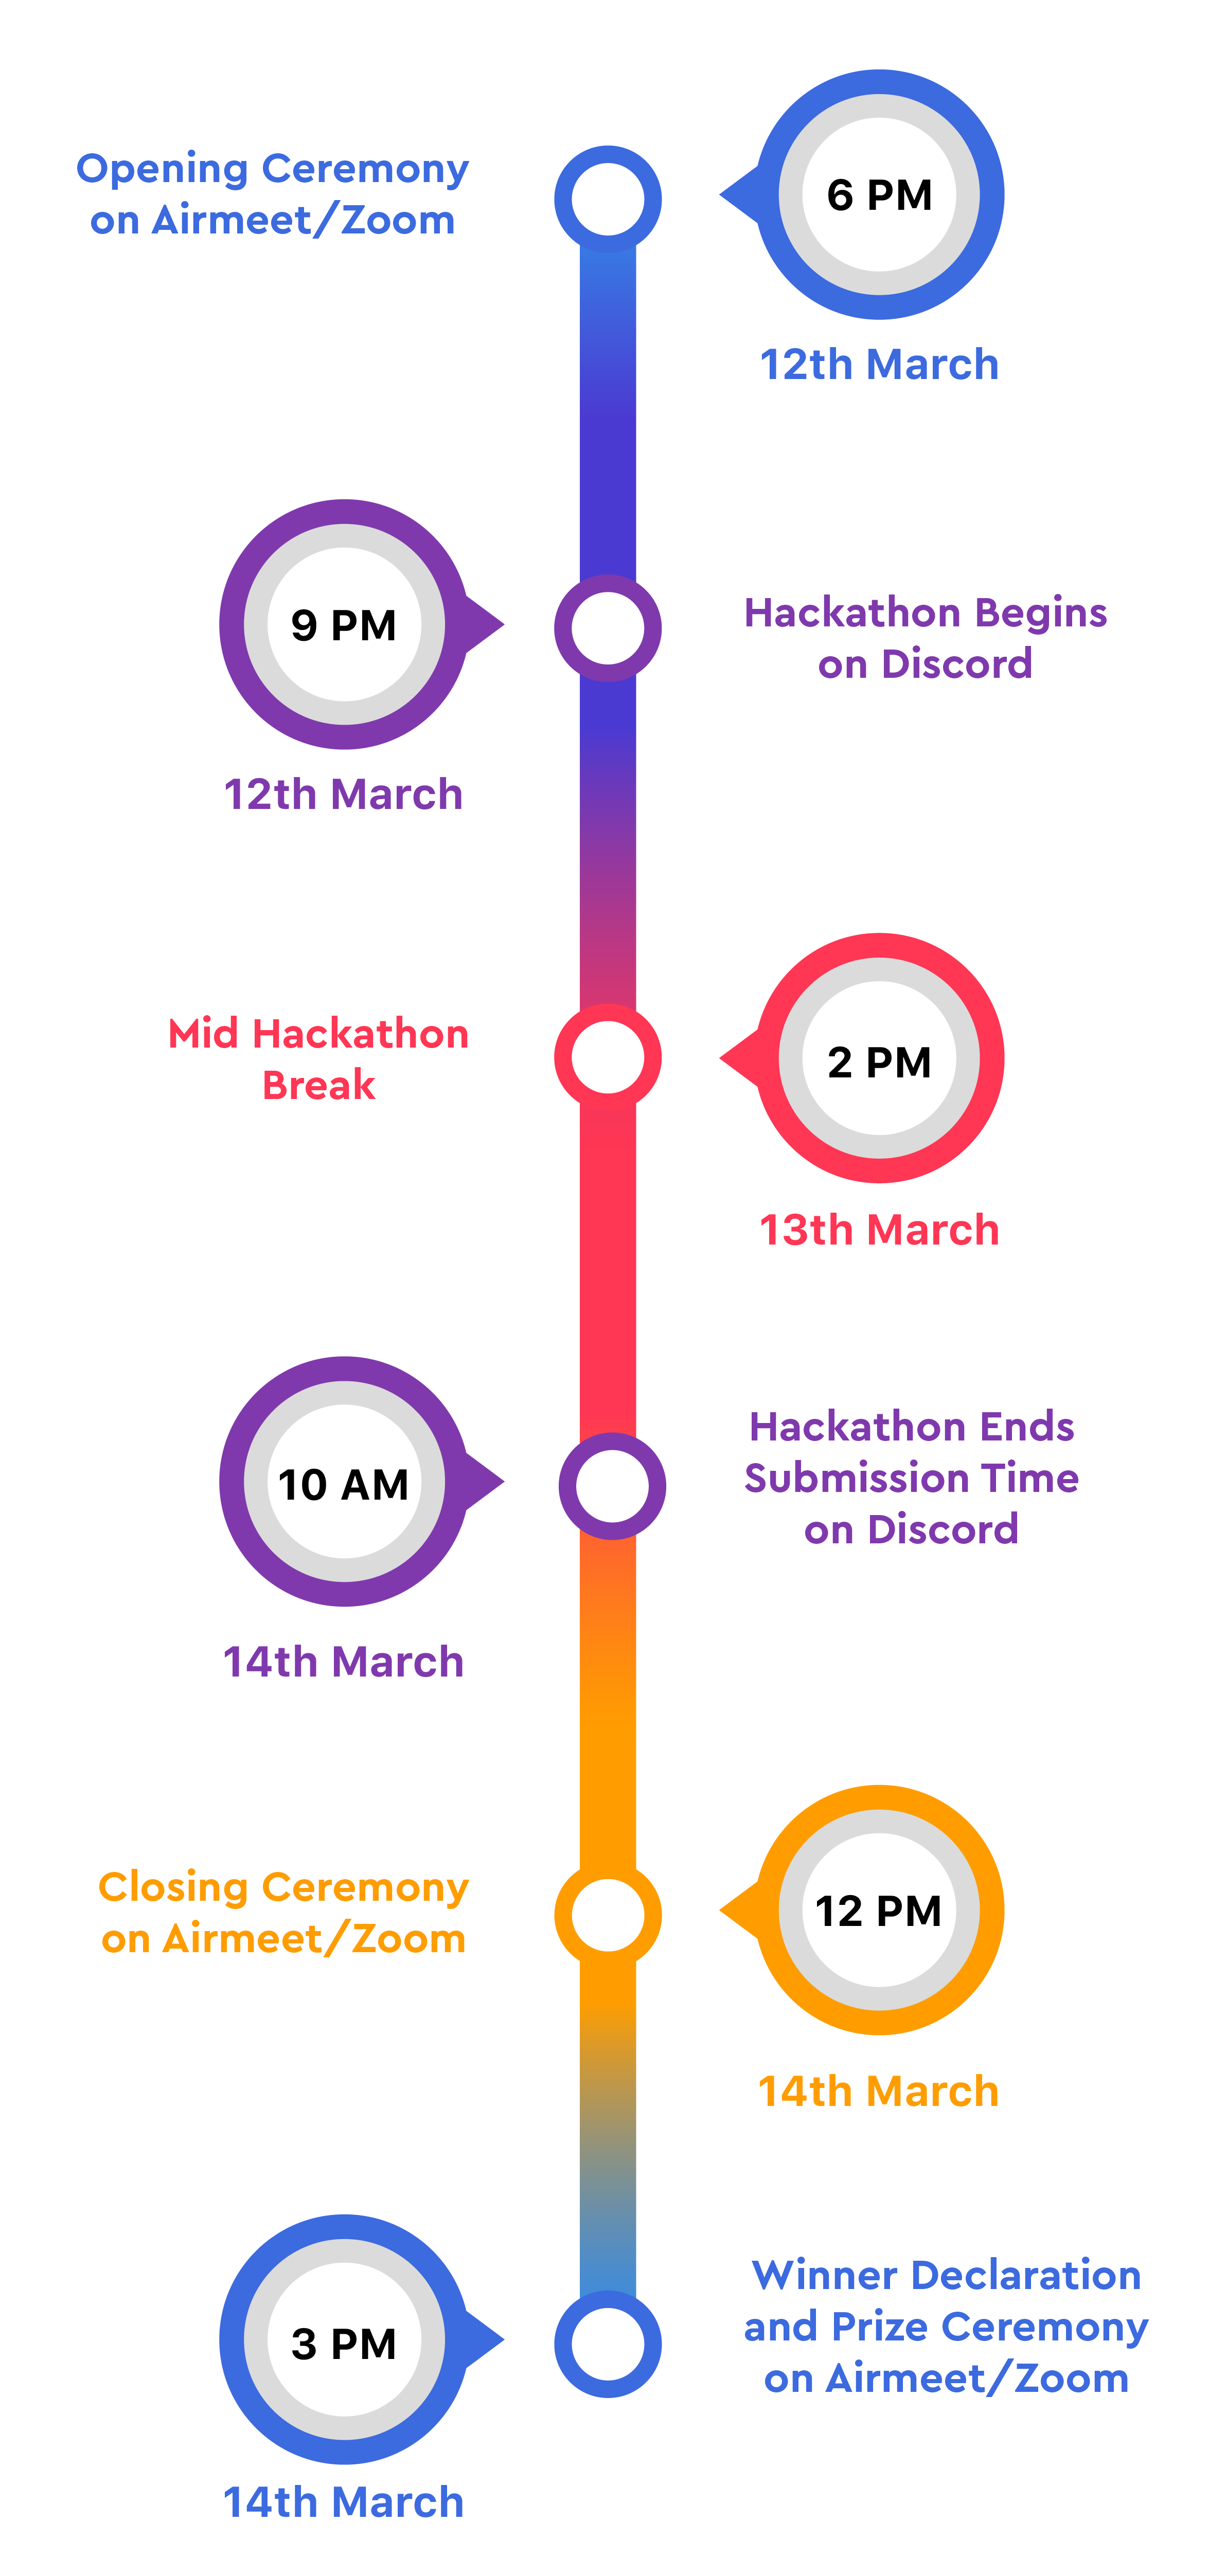 Opening Ceremony
on Airmeet/Zoom
6 PM
12th March
9 PM
12th March
Hackathon Begins
on Discord
Mid Hackathon
Break
2 PM
13th March
10 AM
14th March
Hackathon Ends
Submission Time
on Discord
Closing Ceremony
on Airmeet/Zoom
12 PM
14th March
3 PM
14th March
Winner Declaration
and Prize Ceremony
on Airmeet/Zoom